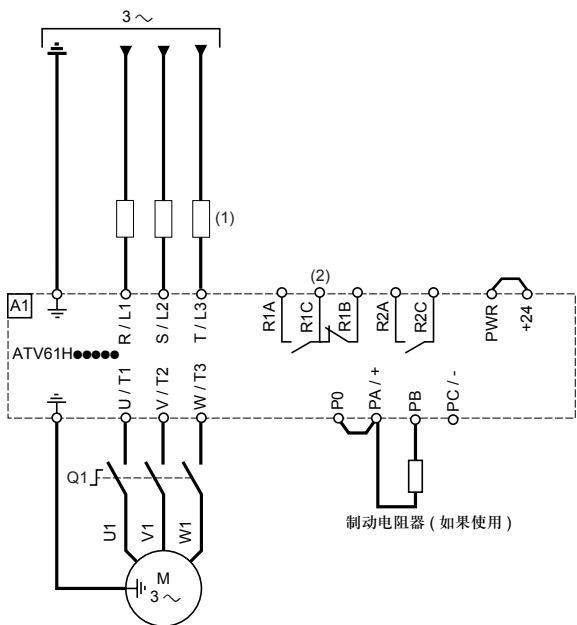 3 ~
(1)
(2)
A1
R / L1
S / L2
T / L3
R1A
R1C
R1B
R2A
R2C
PWR
+24
ATV61H●●●●●
U / T1
V / T2
W / T3
P0
PA / +
PB
PC / -
Q1
U1
V1
W1
制动电阻器 ( 如果使用 )
M
3 ~